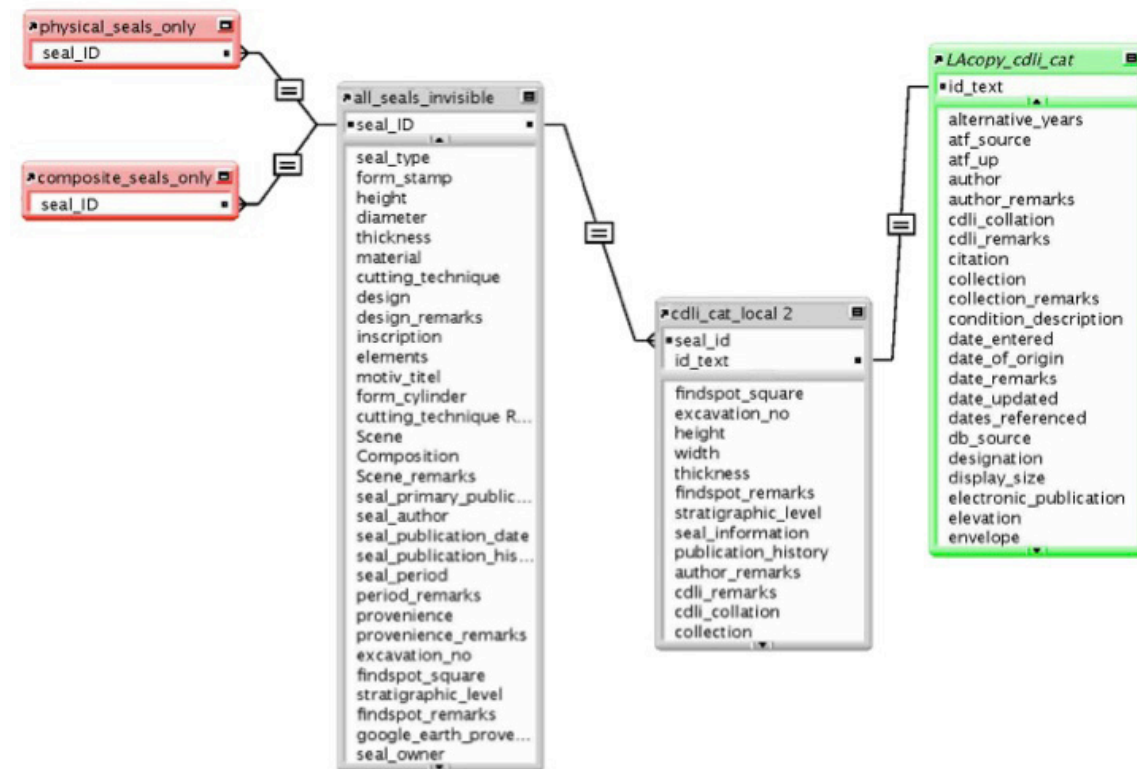 physical_seals_only
seal_ID
composite_seals_only
seal_ID
all_seals_invisible
seal_ID
seal_type
form_stamp
height
diameter
thickness
material
cutting_technique
design
design_remarks
inscription
elements
motiv_titel
form_cylinder
cutting_technique R...
Scene
Composition
Scene_remarks
seal_primary_public...
seal_author
seal_publication_date
seal_publication_his...
seal_period
period_remarks
provenience
provenience_remarks
excavation_no
findspot_square
stratigraphic_level
findspot_remarks
google_earth_prove...
seal_owner
cdli_cat_local 2
seal_id
id_text
findspot_square
excavation_no
height
width
thickness
findspot_remarks
stratigraphic_level
seal_information
publication_history
author_remarks
cdli_remarks
cdli_collation
collection
LAcopy_cdli_cat
id_text
alternative_years
atf_source
atf_up
author
author_remarks
cdli_collation
cdli_remarks
citation
collection
collection_remarks
condition_description
date_entered
date_of_origin
date_remarks
date_updated
dates_referenced
db_source
designation
display_size
electronic_publication
elevation
envelope